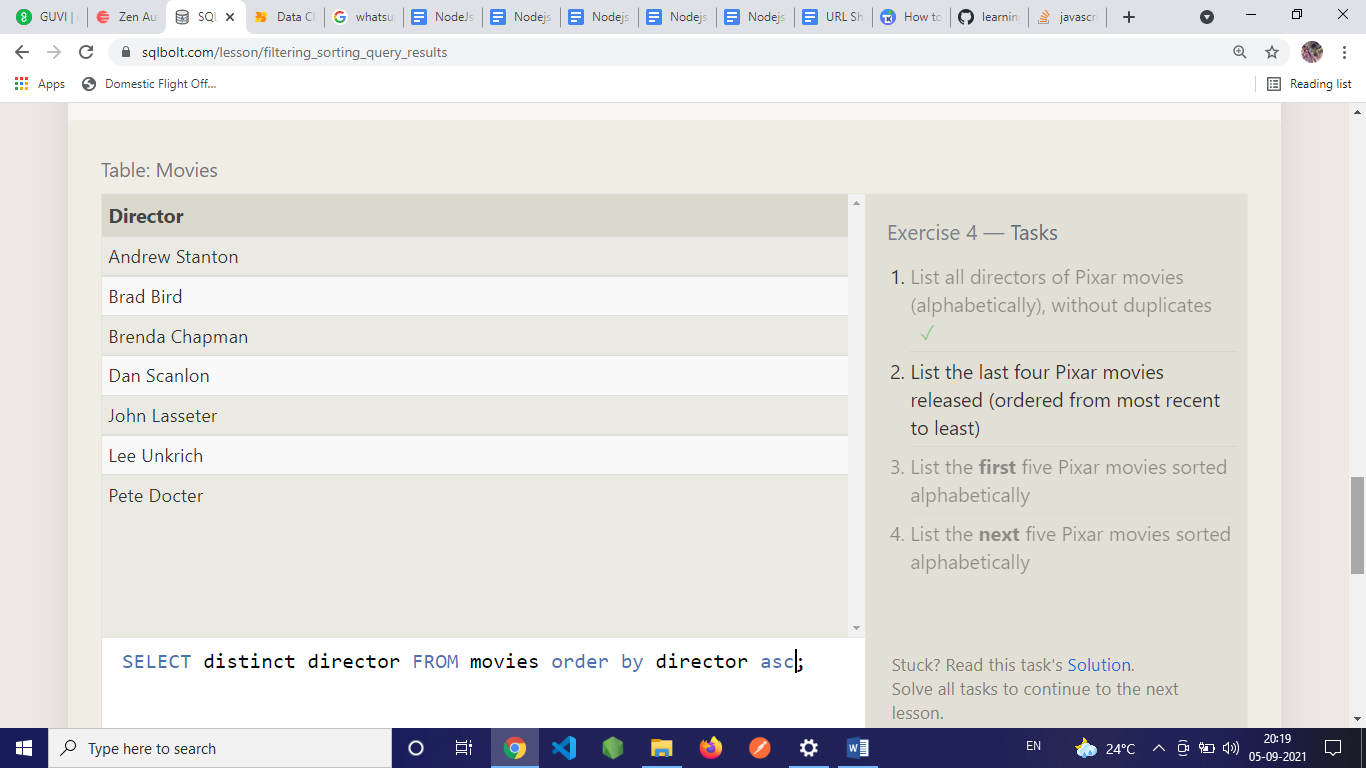 GUVI | Zen Au SQL Data Cl whatsu NodeJs Nodejs Nodejs Nodejs Nodejs URL Sh How to learnin javascri
sqlbolt.com/lesson/filtering_sorting_query_results
Apps Domestic Flight Off... Reading list
Table: Movies
Director
Andrew Stanton
Brad Bird
Brenda Chapman
Dan Scanlon
John Lasseter
Lee Unkrich
Pete Docter
SELECT distinct director FROM movies order by director asc;
Exercise 4 — Tasks
1. List all directors of Pixar movies
(alphabetically), without duplicates
✓
2. List the last four Pixar movies
released (ordered from most recent
to least)
3. List the first five Pixar movies sorted
alphabetically
4. List the next five Pixar movies sorted
alphabetically
Stuck? Read this task's Solution.
Solve all tasks to continue to the next
lesson.
Type here to search
EN
24°C
20:19
05-09-2021